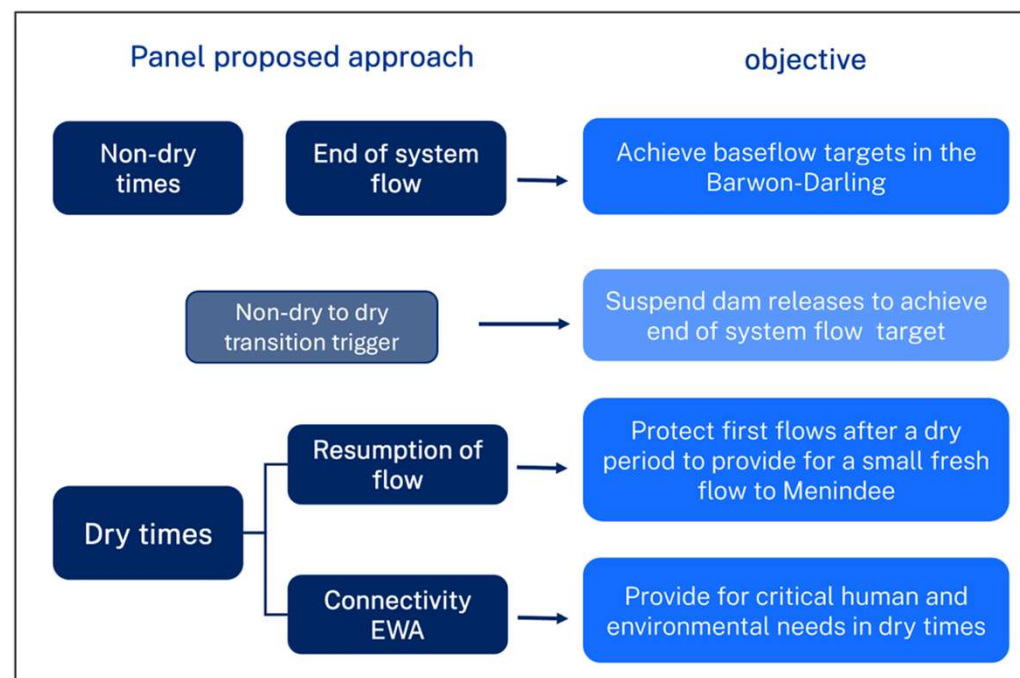 Panel proposed approach
objective
Non-dry
times
End of system
flow
Achieve baseflow targets in the
Barwon-Darling
Non-dry to dry
transition trigger
Suspend dam releases to achieve
end of system flow target
Dry times
Resumption of
flow
Protect first flows after a dry
period to provide for a small fresh
flow to Menindee
Connectivity
EWA
Provide for critical human and
environmental needs in dry times